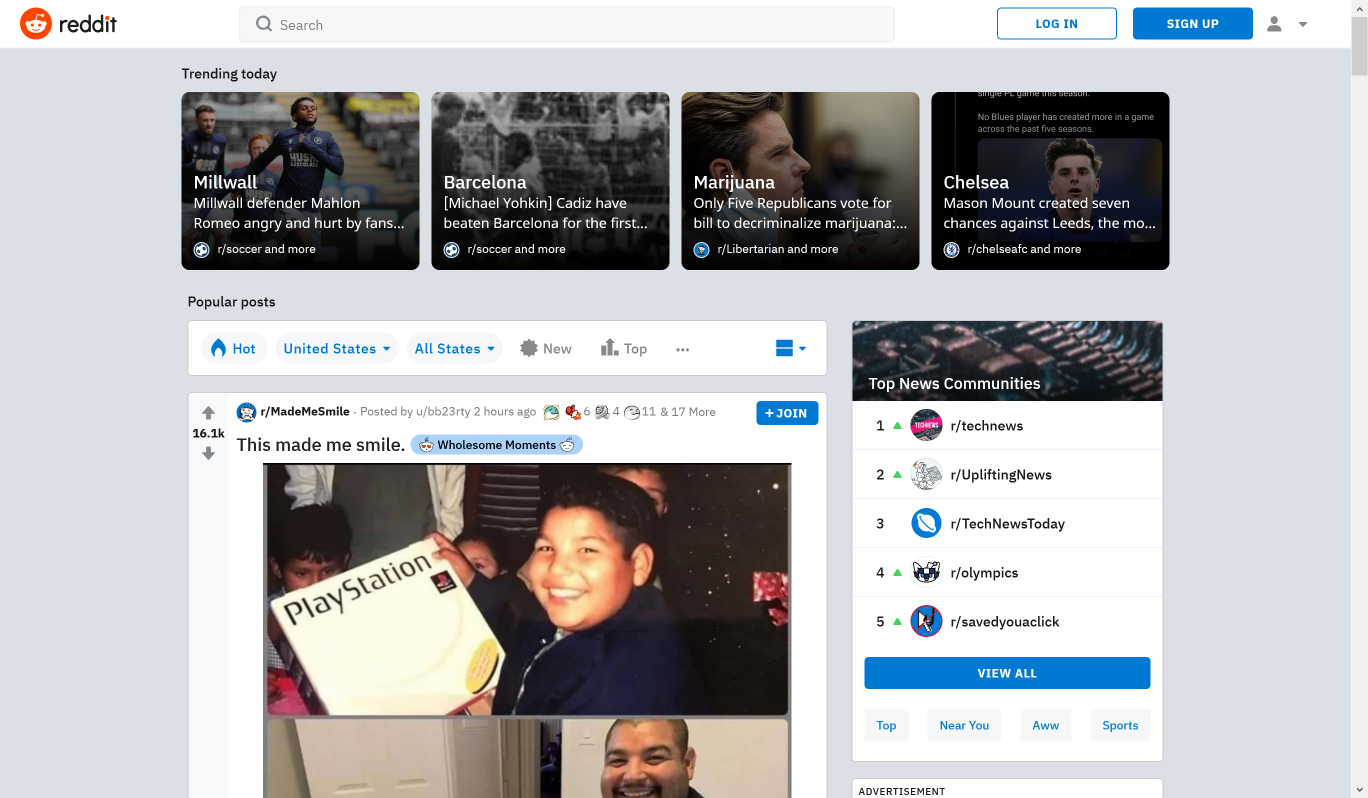 reddit
Search
LOG IN
SIGN UP
Trending today
Millwall
Millwall defender Mahlon
Romeo angry and hurt by fans...
r/soccer and more
Barcelona
[Michael Yohkin] Cadiz have
beaten Barcelona for the first...
r/soccer and more
Marijuana
Only Five Republicans vote for
bill to decriminalize marijuana:...
r/Libertarian and more
single PL game this season.
No Blues player has created more in a game
across the past five seasons.
Chelsea
Mason Mount created seven
chances against Leeds, the mo...
r/chelseafc and more
Popular posts
Hot
United States
All States
New
Top
...
r/MadeMeSmile · Posted by u/bb23rty 2 hours ago 6 4 11 & 17 More
+ JOIN
16.1k
This made me smile. Wholesome Moments
PlayStation
Top News Communities
1 TECHNEWS r/technews
2 r/UpliftingNews
3 r/TechNewsToday
4 r/olympics
5 r/savedyouaclick
VIEW ALL
Top
Near You
Aww
Sports
ADVERTISEMENT